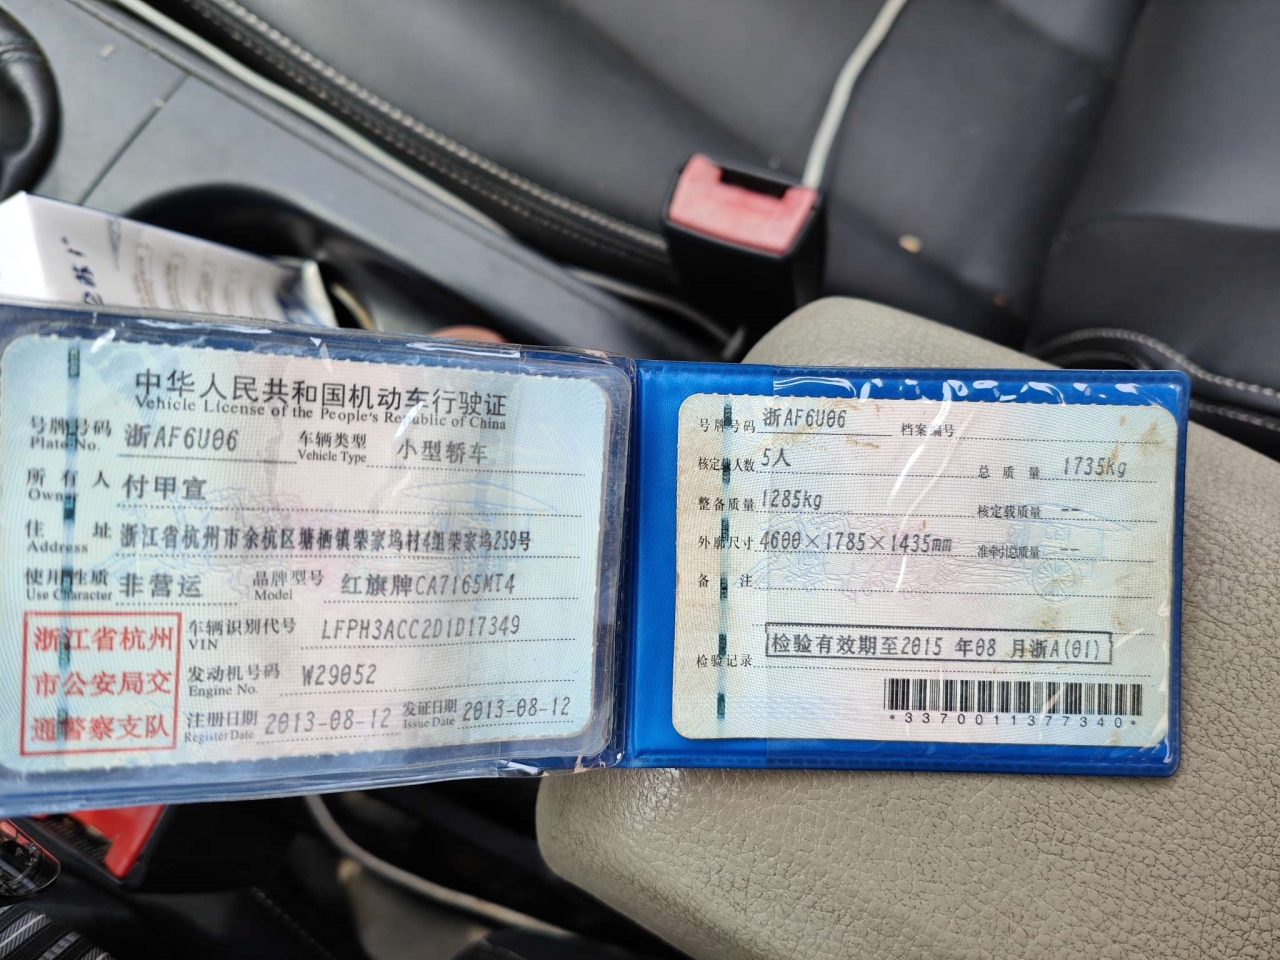 中华人民共和国机动车行驶证
Vehicle License of the People's Republic of China
号牌号码 浙AF6U06 车辆类型 小型轿车
Plate No. Vehicle Type
所有人 付甲宣
Owner
住址 浙江省杭州市余杭区塘栖镇柴家坞村4组柴家坞259号
Address
使用性质 非营运 品牌型号 红旗牌CA7165MT4
Use Character Model
浙江省杭州
市公安局交
通警察支队
车辆识别代号 LFPH3ACC2D1D17349
VIN
发动机号码 W29052
Engine No.
注册日期 2013-08-12 发证日期 2013-08-12
Register Date Issue Date
号牌号码 浙AF6U06 档案编号
核定载人数 5人 总质量 1735kg
整备质量 1285kg 核定载质量 --
外廓尺寸 4600×1785×1435mm 准牵引总质量 --
备注
检验记录 检验有效期至2015 年08 月浙A(01)
*3370011377340*